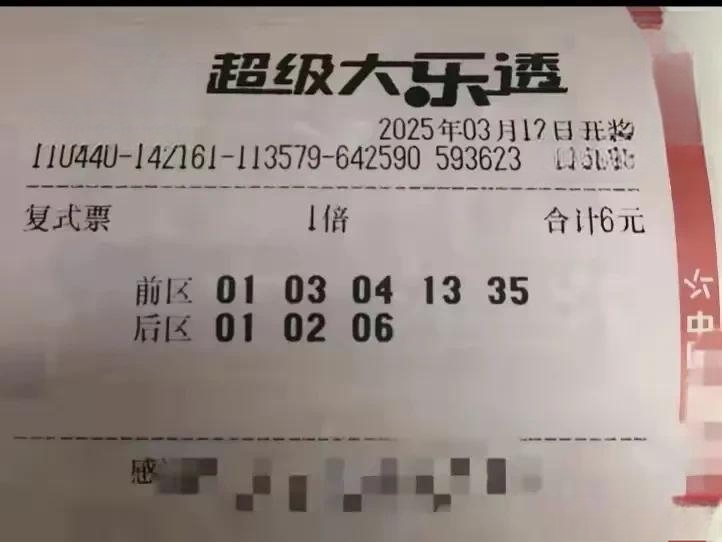 超级大乐透
2025年03月17日开奖
110440-142161-113579-642590 593623
复式票 1倍 合计6元
前区 01 03 04 13 35
后区 01 02 06
感
中